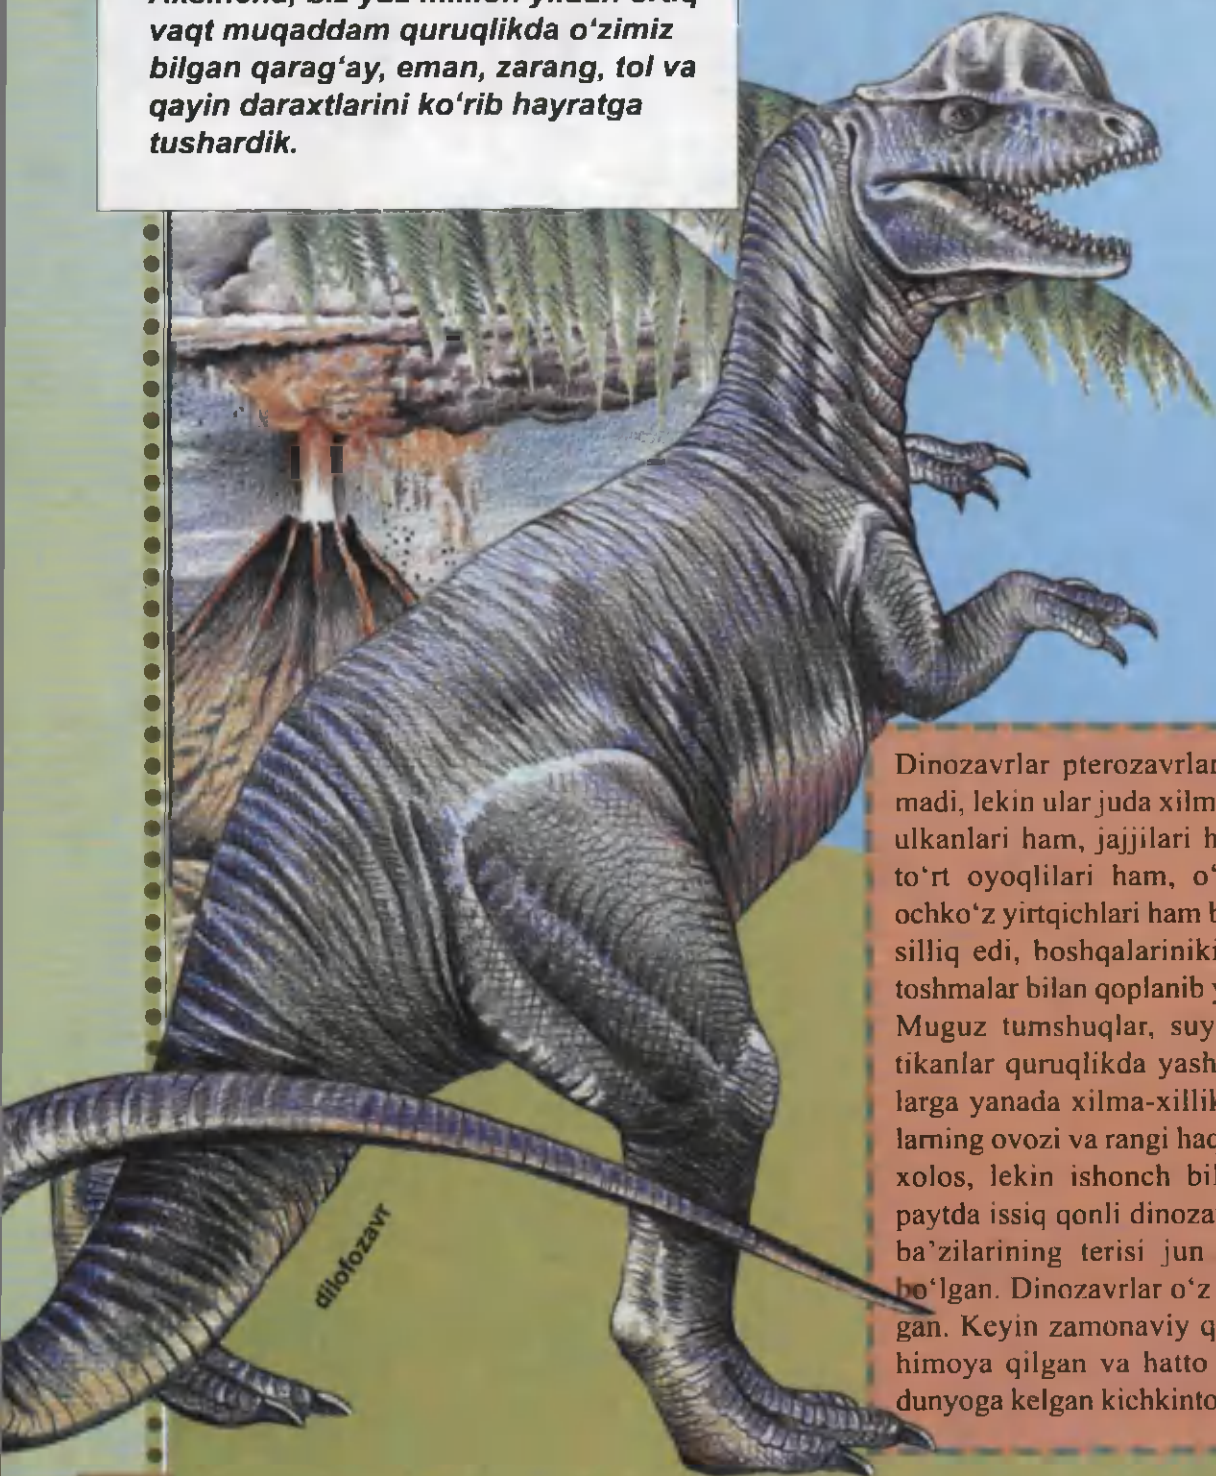 vaqt muqaddam quruqlikda o‘zimiz
bilgan qarag‘ay, eman, zarang, tol va
qayin daraxtlarini ko‘rib hayratga
tushardik.
Dinozavrlar pterozavrlar
madi, lekin ular juda xilm
ulkanlari ham, jajjilari h
to‘rt oyoqlilari ham, o‘
ochko‘z yirtqichlari ham b
silliq edi, boshqalariniki
toshmalar bilan qoplanib y
Muguz tumshuqlar, suy
tikanlar quruqlikda yash
larga yanada xilma-xillik
larning ovozi va rangi haq
xolos, lekin ishonch bil
paytda issiq qonli dinoza
ba’zilarining terisi jun
bo‘lgan. Dinozavrlar o‘z
gan. Keyin zamonaviy q
himoya qilgan va hatto
dunyoga kelgan kichkinto
dilofozavr